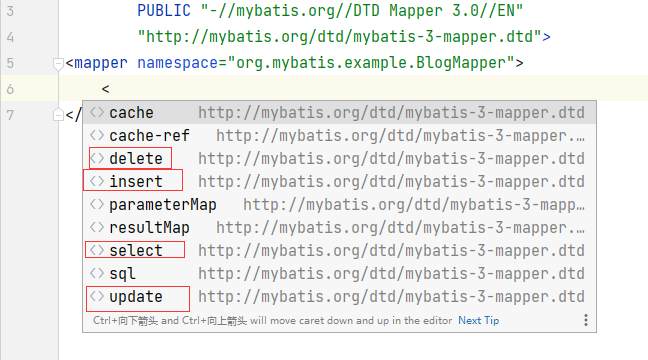 3 PUBLIC "-//mybatis.org//DTD Mapper 3.0//EN"
4 "http://mybatis.org/dtd/mybatis-3-mapper.dtd">
5 <mapper namespace="org.mybatis.example.BlogMapper">
6 <
7 </
<> cache http://mybatis.org/dtd/mybatis-3-mapper.dtd
<> cache-ref http://mybatis.org/dtd/mybatis-3-mapper.…
<> delete http://mybatis.org/dtd/mybatis-3-mapper.dtd
<> insert http://mybatis.org/dtd/mybatis-3-mapper.dtd
<> parameterMap http://mybatis.org/dtd/mybatis-3-mapp…
<> resultMap http://mybatis.org/dtd/mybatis-3-mapper.…
<> select http://mybatis.org/dtd/mybatis-3-mapper.dtd
<> sql http://mybatis.org/dtd/mybatis-3-mapper.dtd
<> update http://mybatis.org/dtd/mybatis-3-mapper.dtd
Ctrl+向下箭头 and Ctrl+向上箭头 will move caret down and up in the editor Next Tip